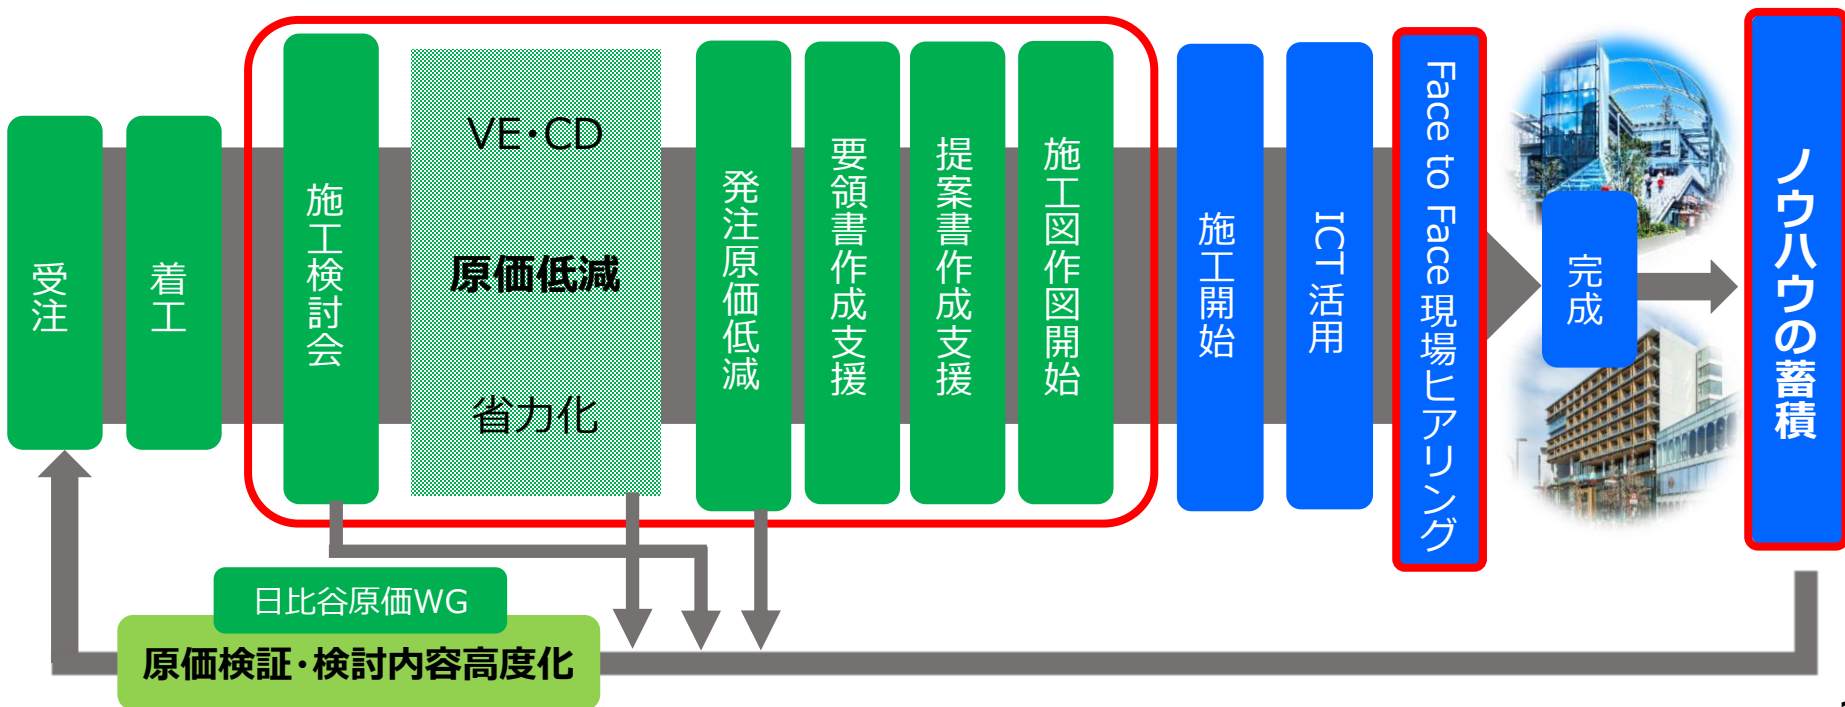 受注
着工
施工検討会
VE・CD
原価低減
省力化
発注原価低減
要領書作成支援
提案書作成支援
施工図作図開始
施工開始
ICT活用
Face to Face 現場ヒアリング
完成
ノウハウの蓄積
日比谷原価WG
原価検証・検討内容高度化